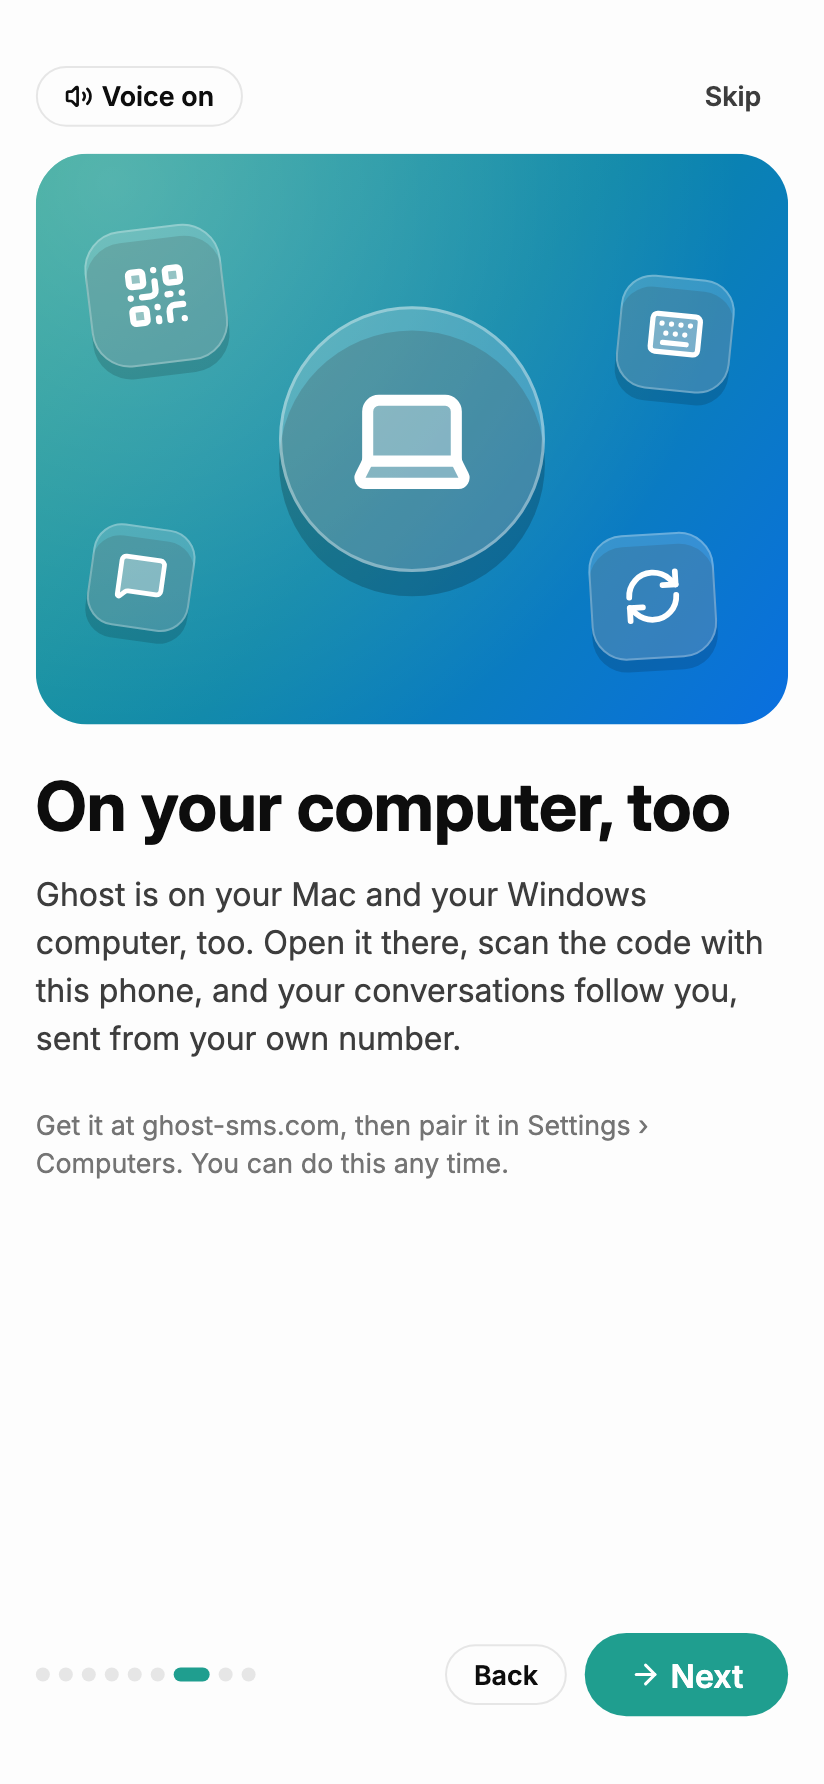 Voice on
Skip
On your computer, too
Ghost is on your Mac and your Windows
computer, too. Open it there, scan the code with
this phone, and your conversations follow you,
sent from your own number.
Get it at ghost-sms.com, then pair it in Settings ›
Computers. You can do this any time.
Back
Next